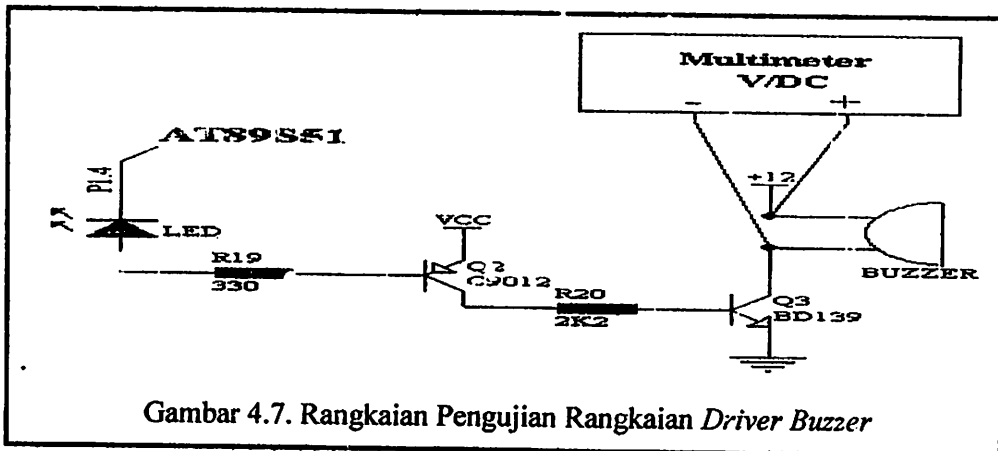 Multimeter
V/DC
- +
AT89S51
P1.4
+12
VCC
LED
R19
330
Q2
C9012
BUZZER
R20
2K2
Q3
BD139
Gambar 4.7. Rangkaian Pengujian Rangkaian Driver Buzzer